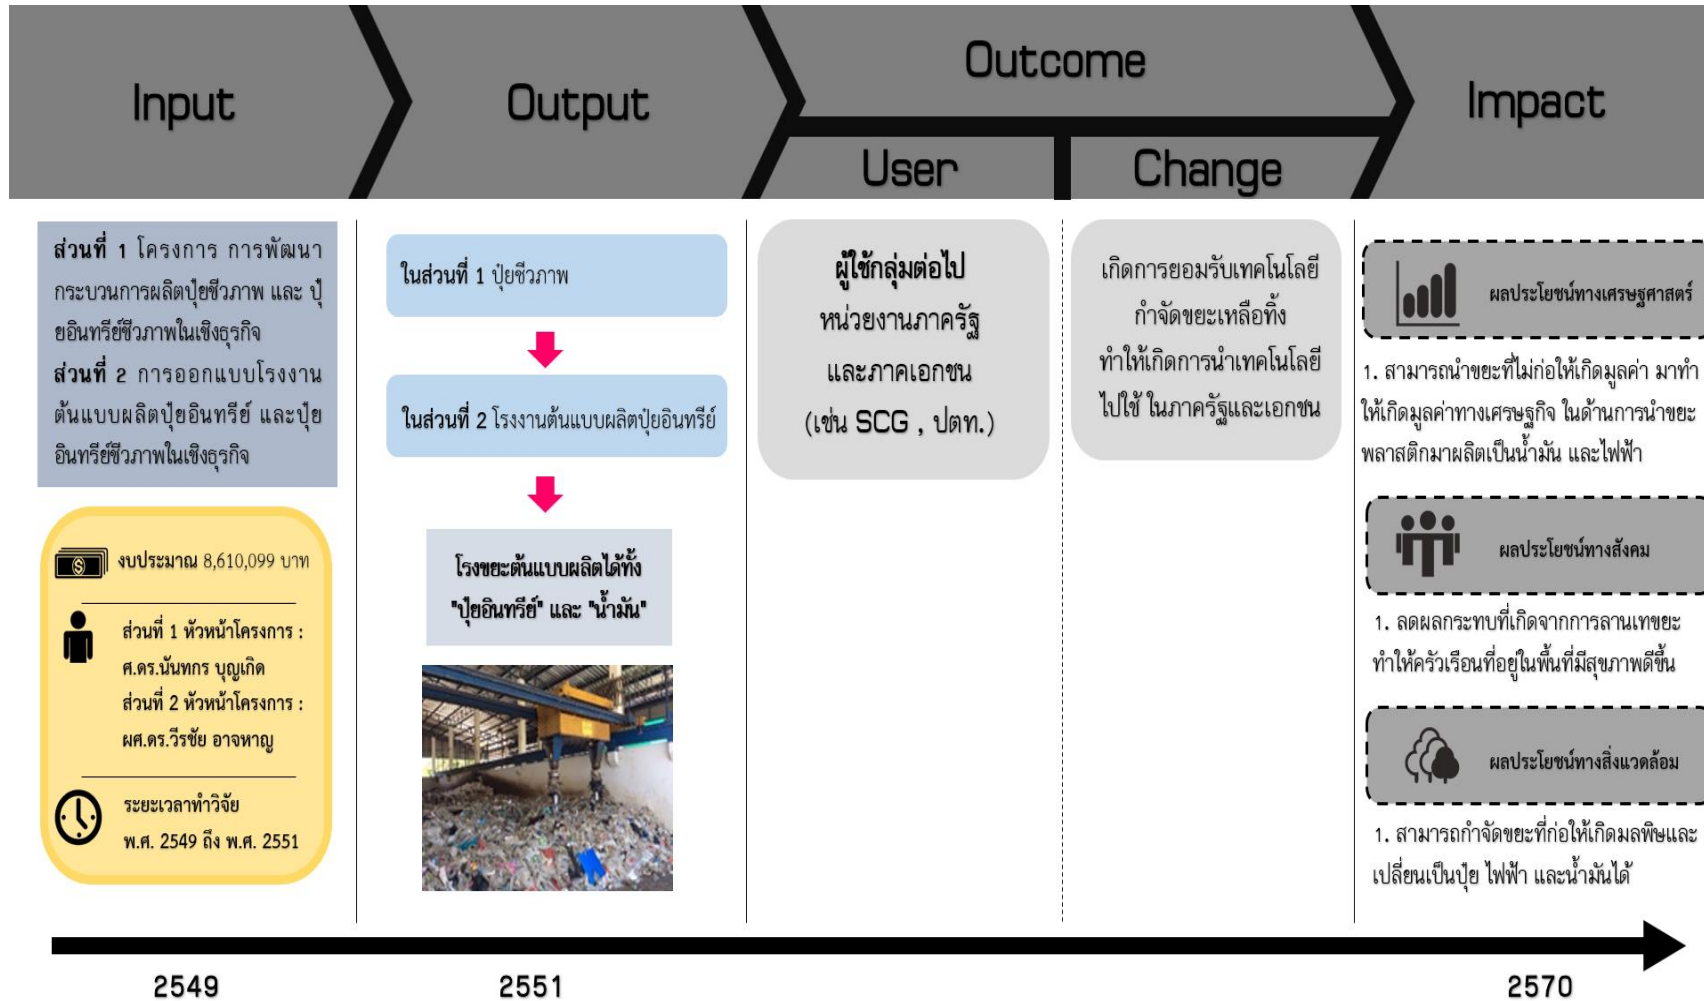 Input
Output
Outcome
User
Change
Impact
ส่วนที่ 1 โครงการ การพัฒนา
กระบวนการผลิตปุ๋ยชีวภาพ และ ปุ๋
ยอินทรีย์ชีวภาพในเชิงธุรกิจ
ส่วนที่ 2 การออกแบบโรงงาน
ต้นแบบผลิตปุ๋ยอินทรีย์ และปุ๋ย
อินทรีย์ชีวภาพในเชิงธุรกิจ
งบประมาณ 8,610,099 บาท
ส่วนที่ 1 หัวหน้าโครงการ :
ศ.ดร.นันทกร บุญเกิด
ส่วนที่ 2 หัวหน้าโครงการ :
ผศ.ดร.วีรชัย อาจหาญ
ระยะเวลาทำวิจัย
พ.ศ. 2549 ถึง พ.ศ. 2551
ในส่วนที่ 1 ปุ๋ยชีวภาพ
ในส่วนที่ 2 โรงงานต้นแบบผลิตปุ๋ยอินทรีย์
โรงขยะต้นแบบผลิตได้ทั้ง
"ปุ๋ยอินทรีย์" และ "น้ำมัน"
ผู้ใช้กลุ่มต่อไป
หน่วยงานภาครัฐ
และภาคเอกชน
(เช่น SCG , ปตท.)
เกิดการยอมรับเทคโนโลยี
กำจัดขยะเหลือทิ้ง
ทำให้เกิดการนำเทคโนโลยี
ไปใช้ ในภาครัฐและเอกชน
ผลประโยชน์ทางเศรษฐศาสตร์
1. สามารถนำขยะที่ไม่ก่อให้เกิดมูลค่า มาทำ
ให้เกิดมูลค่าทางเศรษฐกิจ ในด้านการนำขยะ
พลาสติกมาผลิตเป็นน้ำมัน และไฟฟ้า
ผลประโยชน์ทางสังคม
1. ลดผลกระทบที่เกิดจากการลานเทขยะ
ทำให้ครัวเรือนที่อยู่ในพื้นที่มีสุขภาพดีขึ้น
ผลประโยชน์ทางสิ่งแวดล้อม
1. สามารถกำจัดขยะที่ก่อให้เกิดมลพิษและ
เปลี่ยนเป็นปุ๋ย ไฟฟ้า และน้ำมันได้
2549
2551
2570